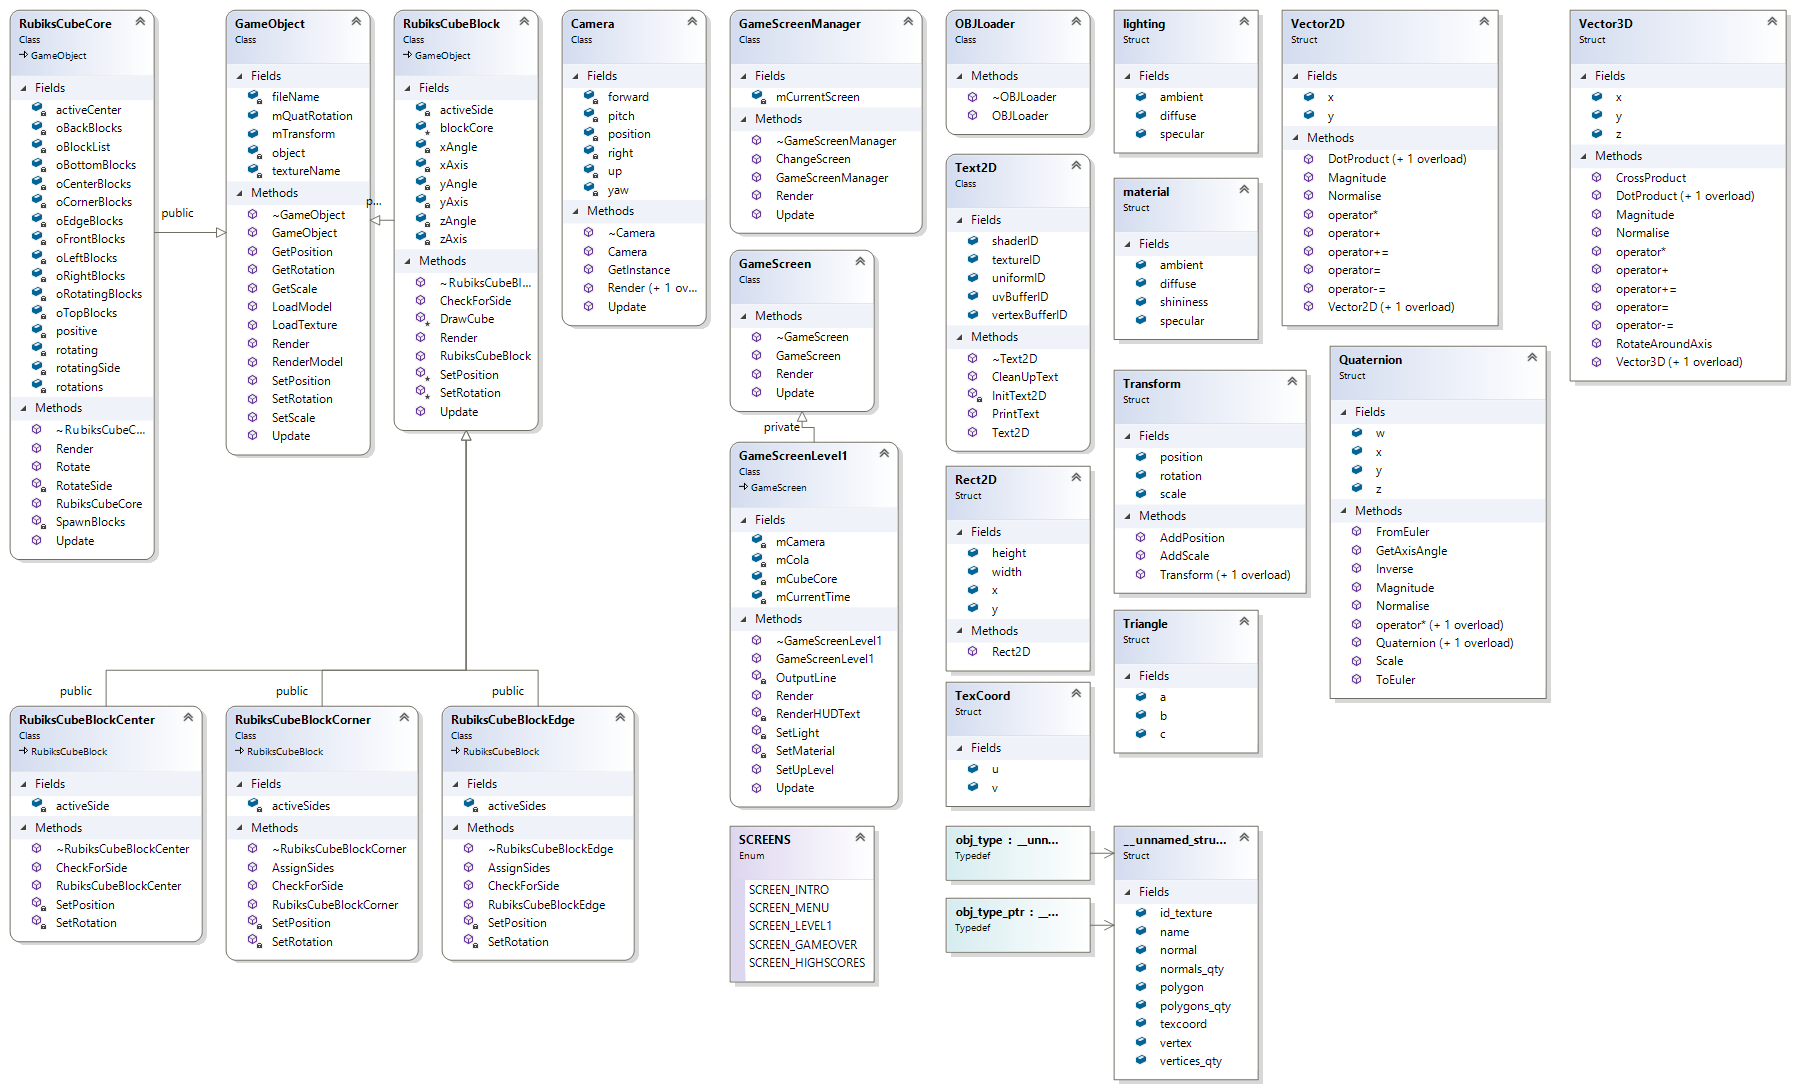 RubiksCubeCore
Class
GameObject
Fields
activeCenter
oBackBlocks
oBlockList
oBottomBlocks
oCenterBlocks
oCornerBlocks
oEdgeBlocks
oFrontBlocks
oLeftBlocks
oRightBlocks
oRotatingBlocks
oTopBlocks
positive
rotating
rotatingSide
rotations
Methods
~RubiksCubeC...
Render
Rotate
RotateSide
RubiksCubeCore
SpawnBlocks
Update
public
GameObject
Class
Fields
fileName
mQuatRotation
mTransform
object
textureName
Methods
~GameObject
GameObject
GetPosition
GetRotation
GetScale
LoadModel
LoadTexture
Render
RenderModel
SetPosition
SetRotation
SetScale
Update
p...
RubiksCubeBlock
Class
GameObject
Fields
activeSide
blockCore
xAngle
xAxis
yAngle
yAxis
zAngle
zAxis
Methods
~RubiksCubeBl...
CheckForSide
DrawCube
Render
RubiksCubeBlock
SetPosition
SetRotation
Update
public
RubiksCubeBlockCenter
Class
RubiksCubeBlock
Fields
activeSide
Methods
~RubiksCubeBlockCenter
CheckForSide
RubiksCubeBlockCenter
SetPosition
SetRotation
public
RubiksCubeBlockCorner
Class
RubiksCubeBlock
Fields
activeSides
Methods
~RubiksCubeBlockCorner
AssignSides
CheckForSide
RubiksCubeBlockCorner
SetPosition
SetRotation
public
RubiksCubeBlockEdge
Class
RubiksCubeBlock
Fields
activeSides
Methods
~RubiksCubeBlockEdge
AssignSides
CheckForSide
RubiksCubeBlockEdge
SetPosition
SetRotation
Camera
Class
Fields
forward
pitch
position
right
up
yaw
Methods
~Camera
Camera
GetInstance
Render (+ 1 ov...
Update
GameScreenManager
Class
Fields
mCurrentScreen
Methods
~GameScreenManager
ChangeScreen
GameScreenManager
Render
Update
GameScreen
Class
Methods
~GameScreen
GameScreen
Render
Update
private
GameScreenLevel1
Class
GameScreen
Fields
mCamera
mCola
mCubeCore
mCurrentTime
Methods
~GameScreenLevel1
GameScreenLevel1
OutputLine
Render
RenderHUDText
SetLight
SetMaterial
SetUpLevel
Update
SCREENS
Enum
SCREEN_INTRO
SCREEN_MENU
SCREEN_LEVEL1
SCREEN_GAMEOVER
SCREEN_HIGHSCORES
OBJLoader
Class
Methods
~OBJLoader
OBJLoader
Text2D
Class
Fields
shaderID
textureID
uniformID
uvBufferID
vertexBufferID
Methods
~Text2D
CleanUpText
InitText2D
PrintText
Text2D
Rect2D
Struct
Fields
height
width
x
y
Methods
Rect2D
TexCoord
Struct
Fields
u
v
obj_type : __unn...
Typedef
obj_type_ptr : __...
Typedef
lighting
Struct
Fields
ambient
diffuse
specular
material
Struct
Fields
ambient
diffuse
shininess
specular
Transform
Struct
Fields
position
rotation
scale
Methods
AddPosition
AddScale
Transform (+ 1 overload)
Triangle
Struct
Fields
a
b
c
__unnamed_stru...
Struct
Fields
id_texture
name
normal
normals_qty
polygon
polygons_qty
texcoord
vertex
vertices_qty
Vector2D
Struct
Fields
x
y
Methods
DotProduct (+ 1 overload)
Magnitude
Normalise
operator*
operator+
operator+=
operator=
operator-=
Vector2D (+ 1 overload)
Quaternion
Struct
Fields
w
x
y
z
Methods
FromEuler
GetAxisAngle
Inverse
Magnitude
Normalise
operator* (+ 1 overload)
Quaternion (+ 1 overload)
Scale
ToEuler
Vector3D
Struct
Fields
x
y
z
Methods
CrossProduct
DotProduct (+ 1 overload)
Magnitude
Normalise
operator*
operator+
operator+=
operator=
operator-=
RotateAroundAxis
Vector3D (+ 1 overload)